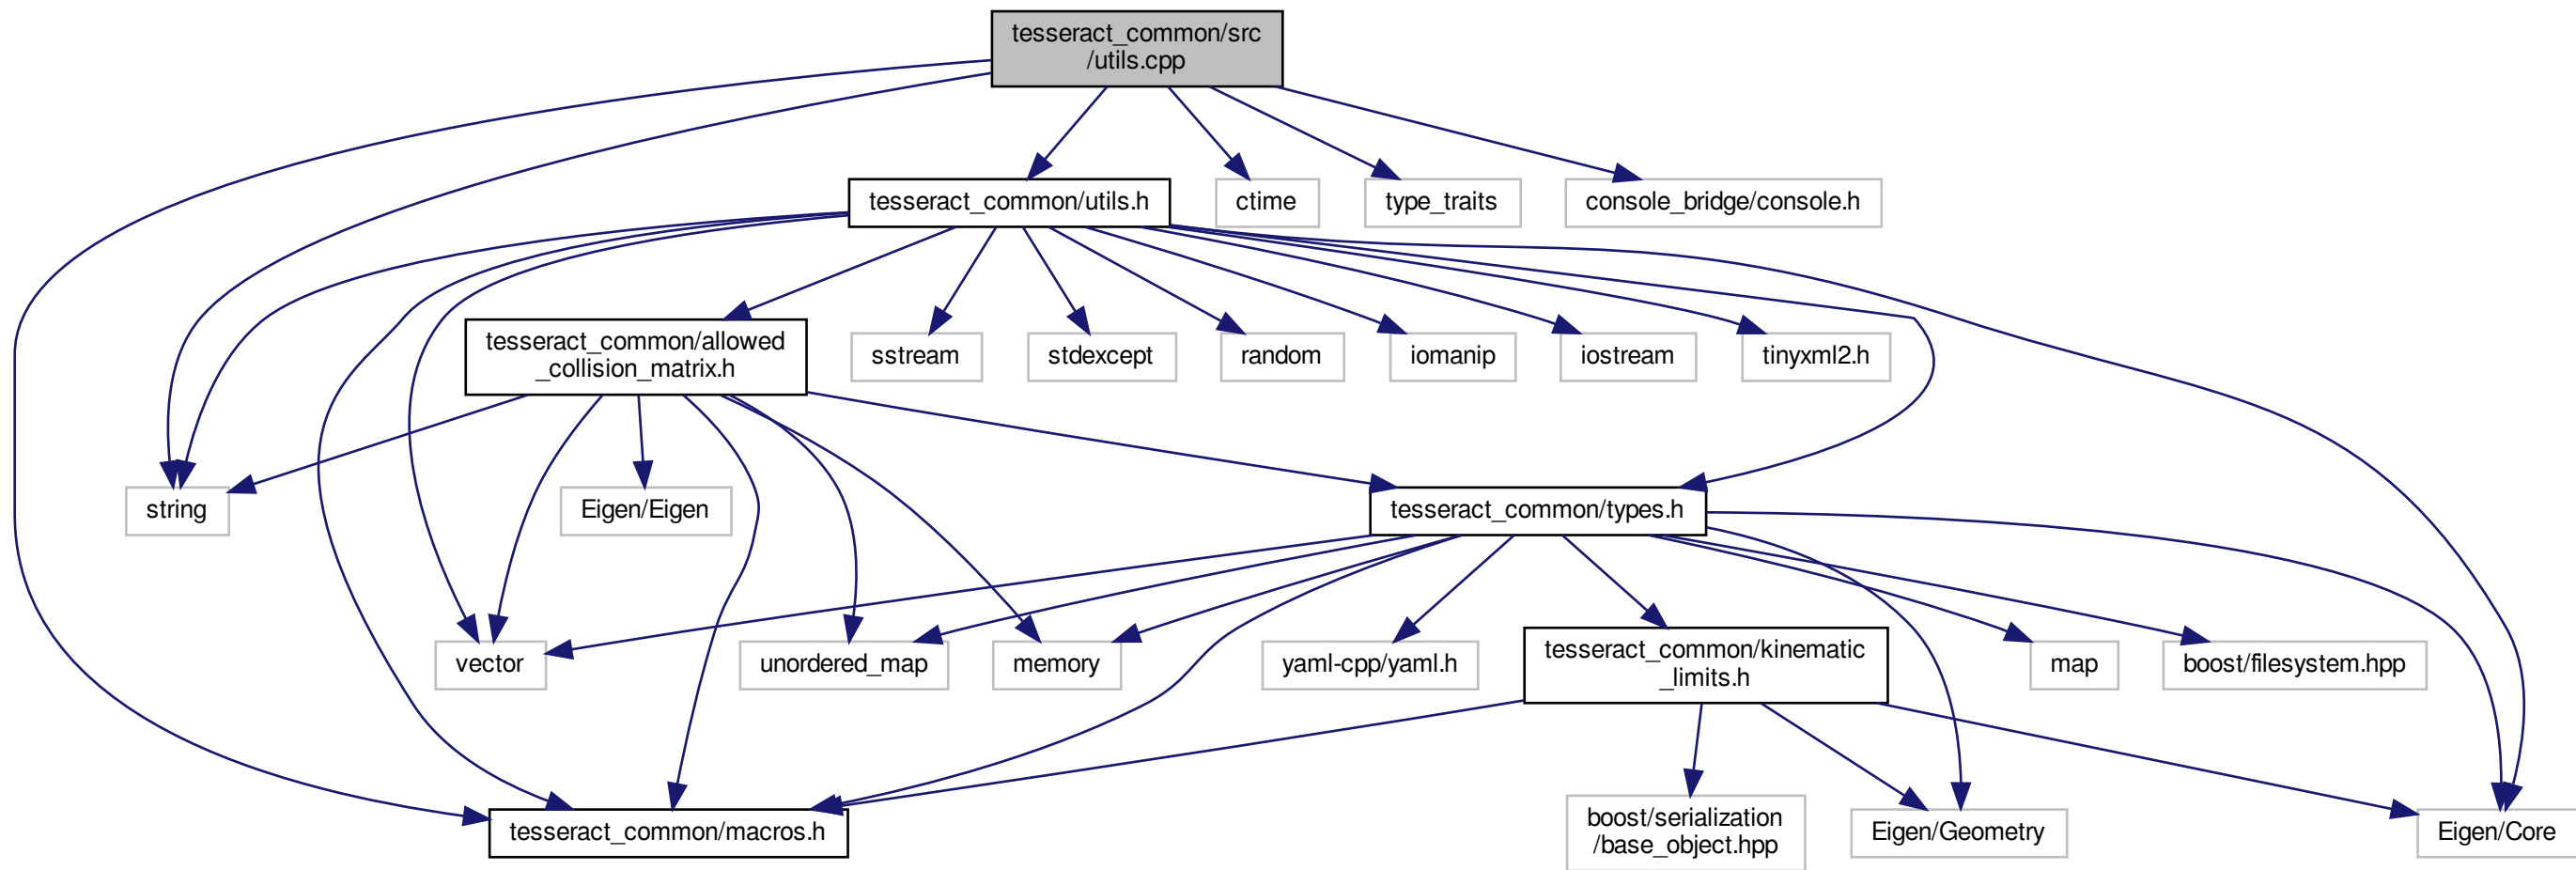 tesseract_common/src
/utils.cpp
tesseract_common/utils.h
ctime
type_traits
console_bridge/console.h
tesseract_common/allowed
_collision_matrix.h
sstream
stdexcept
random
iomanip
iostream
tinyxml2.h
string
Eigen/Eigen
tesseract_common/types.h
vector
unordered_map
memory
yaml-cpp/yaml.h
tesseract_common/kinematic
_limits.h
map
boost/filesystem.hpp
tesseract_common/macros.h
boost/serialization
/base_object.hpp
Eigen/Geometry
Eigen/Core